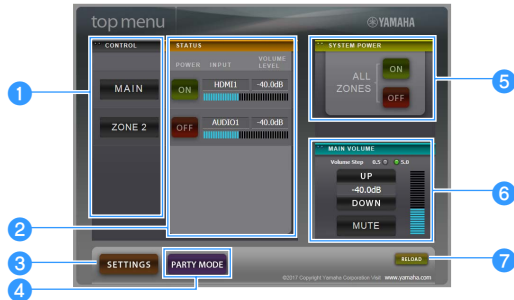 top menu
YAMAHA
CONTROL
STATUS
SYSTEM POWER
POWER INPUT VOLUME LEVEL
MAIN
ON HDMI1 -40.0dB
ZONE 2
OFF AUDIO1 -40.0dB
ALL ZONES
ON
OFF
MAIN VOLUME
Volume Step 0.5 5.0
UP
-40.0dB
DOWN
MUTE
SETTINGS
PARTY MODE
RELOAD
©2017 Copyright Yamaha Corporation Visit www.yamaha.com
1
2
3
4
5
6
7